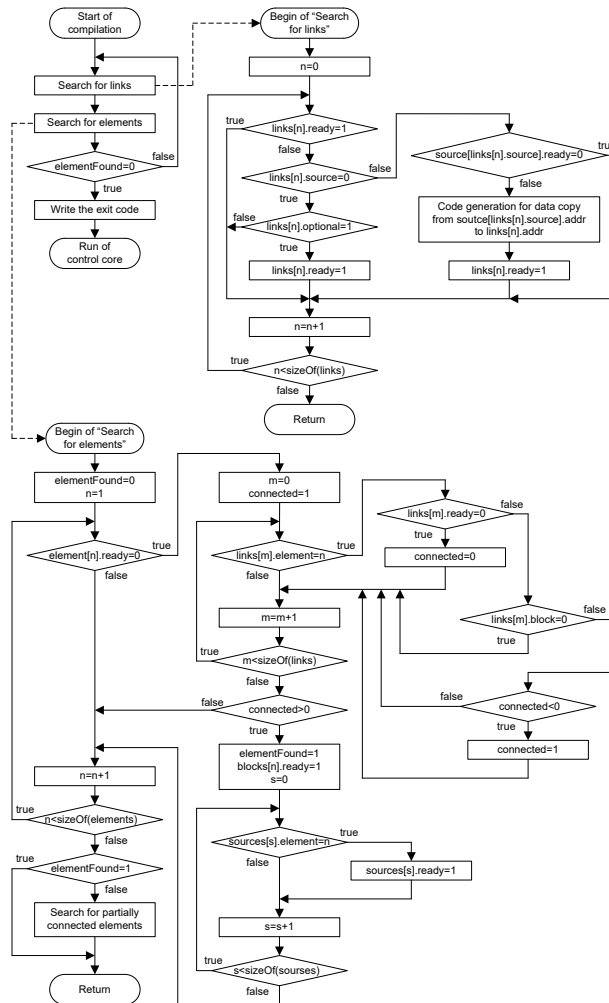 Start of
compilation
Search for links
Search for elements
elementFound=0
false
true
Write the exit code
Run of
control core
Begin of “Search
for links”
n=0
true
links[n].ready=1
false
links[n].source=0
false
true
false
links[n].optional=1
true
links[n].ready=1
source[links[n].source].ready=0
true
false
Code generation for data copy
from soutce[links[n].source].addr
to links[n].addr
links[n].ready=1
n=n+1
true
n<sizeOf(links)
false
Return
Begin of “Search
for elements”
elementFound=0
n=1
element[n].ready=0
true
false
m=0
connected=1
links[m].element=n
true
true
false
links[m].ready=0
false
true
connected=0
links[m].block=0
false
true
m=m+1
true
m<sizeOf(links)
false
false
connected>0
true
false
connected<0
true
connected=1
elementFound=1
blocks[n].ready=1
s=0
n=n+1
true
n<sizeOf(elements)
false
true
elementFound=1
false
Search for partially
connected elements
Return
sources[s].element=n
true
false
sources[s].ready=1
s=s+1
true
s<sizeOf(sourses)
false